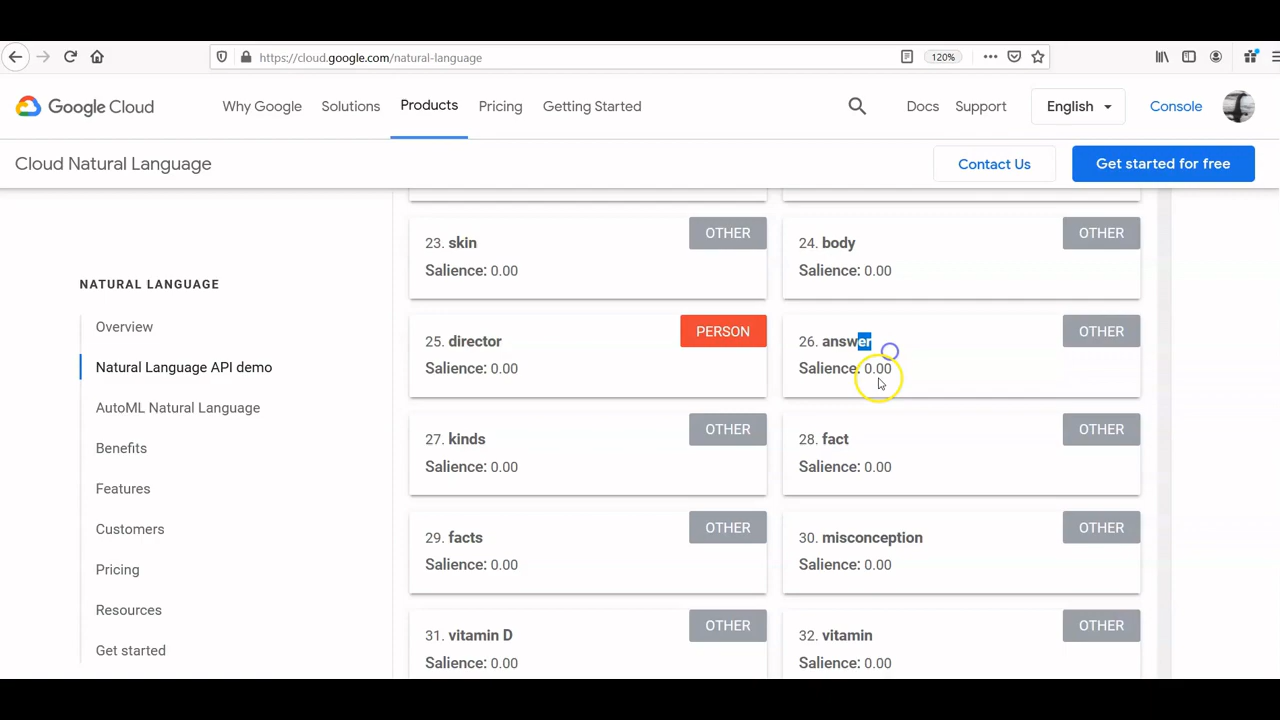 https://cloud.google.com/natural-language
120%
Google Cloud
Why Google
Solutions
Products
Pricing
Getting Started
Docs
Support
English
Console
Cloud Natural Language
Contact Us
Get started for free
NATURAL LANGUAGE
Overview
Natural Language API demo
AutoML Natural Language
Benefits
Features
Customers
Pricing
Resources
Get started
23. skin
OTHER
Salience: 0.00
24. body
OTHER
Salience: 0.00
25. director
PERSON
Salience: 0.00
26. answer
OTHER
Salience: 0.00
27. kinds
OTHER
Salience: 0.00
28. fact
OTHER
Salience: 0.00
29. facts
OTHER
Salience: 0.00
30. misconception
OTHER
Salience: 0.00
31. vitamin D
OTHER
Salience: 0.00
32. vitamin
OTHER
Salience: 0.00